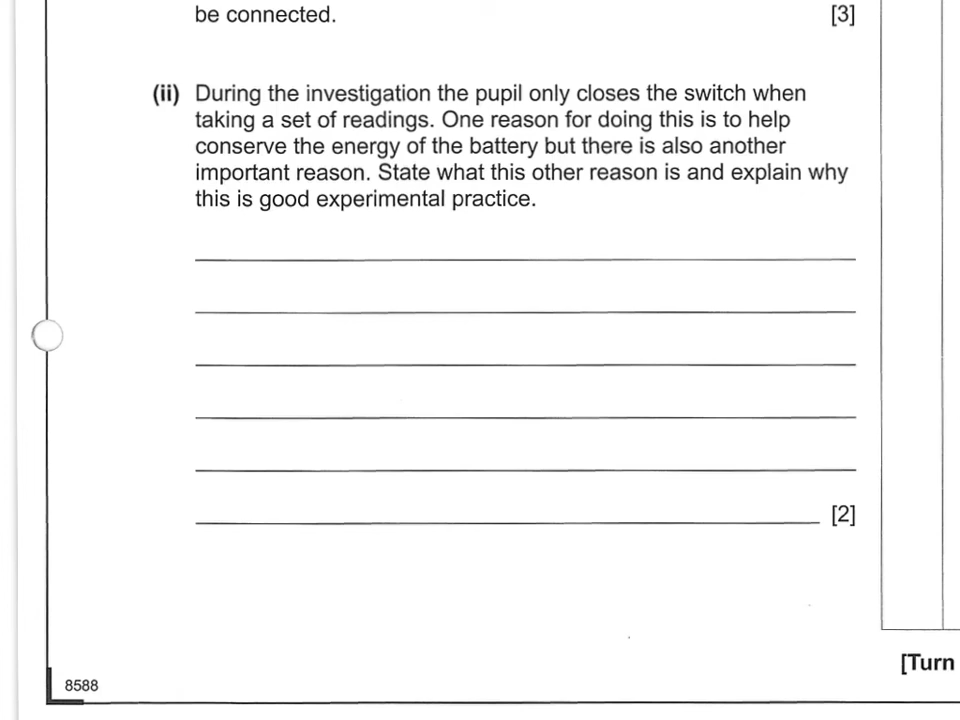 be connected. [3]
(ii) During the investigation the pupil only closes the switch when
taking a set of readings. One reason for doing this is to help
conserve the energy of the battery but there is also another
important reason. State what this other reason is and explain why
this is good experimental practice.
[2]
[Turn
8588